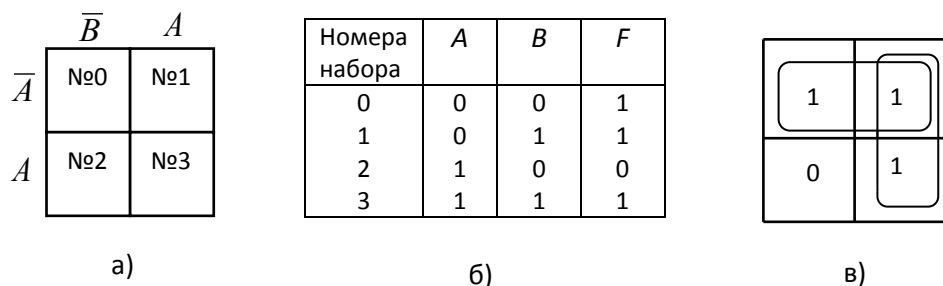 B̅ A
A̅ №0 №1
A №2 №3
а)
Номера набора A B F
0 0 0 1
1 0 1 1
2 1 0 0
3 1 1 1
б)
1 1
0 1
в)